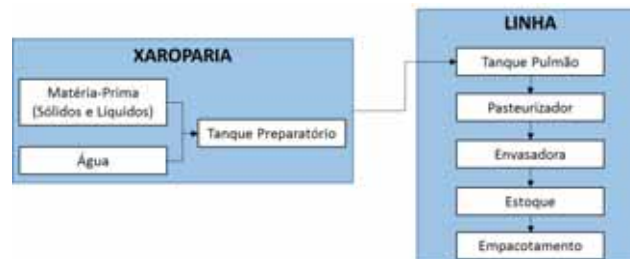 XAROPARIA
Matéria-Prima
(Sólidos e Líquidos)
Água
Tanque Preparatório
LINHA
Tanque Pulmão
Pasteurizador
Envasadora
Estoque
Empacotamento